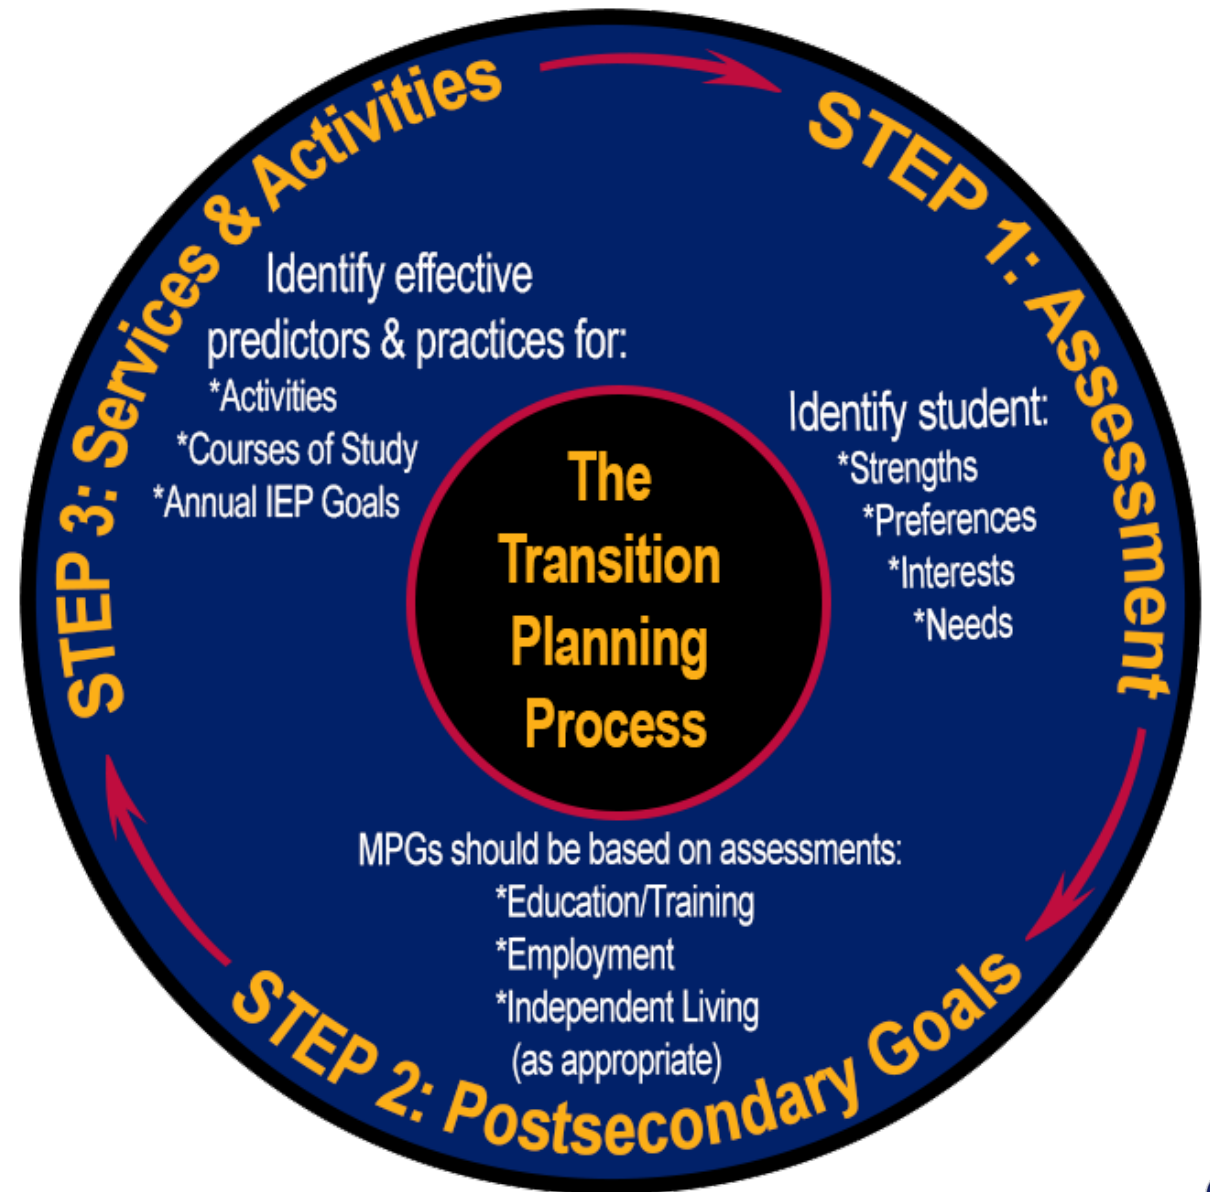 The
Transition
Planning
Process
STEP 1: Assessment
Identify student:
*Strengths
*Preferences
*Interests
*Needs
STEP 2: Postsecondary Goals
MPGs should be based on assessments:
*Education/Training
*Employment
*Independent Living
(as appropriate)
STEP 3: Services & Activities
Identify effective
predictors & practices for:
*Activities
*Courses of Study
*Annual IEP Goals